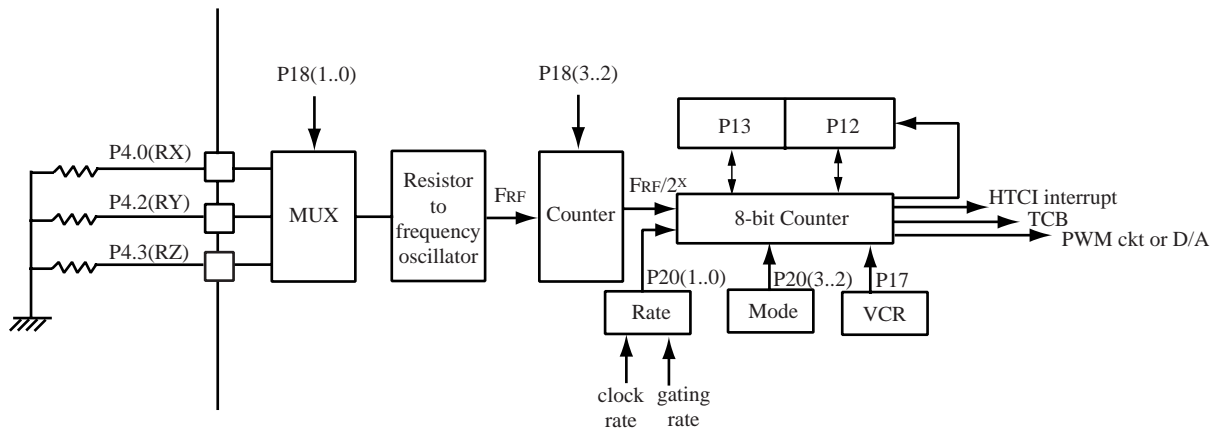 P18(1..0)
P18(3..2)
P13
P12
P4.0(RX)
P4.2(RY)
P4.3(RZ)
MUX
Resistor
to
frequency
oscillator
FRF
Counter
FRF/2X
8-bit Counter
HTCI interrupt
TCB
PWM ckt or D/A
P20(1..0)
P20(3..2)
P17
Rate
Mode
VCR
clock
rate
gating
rate